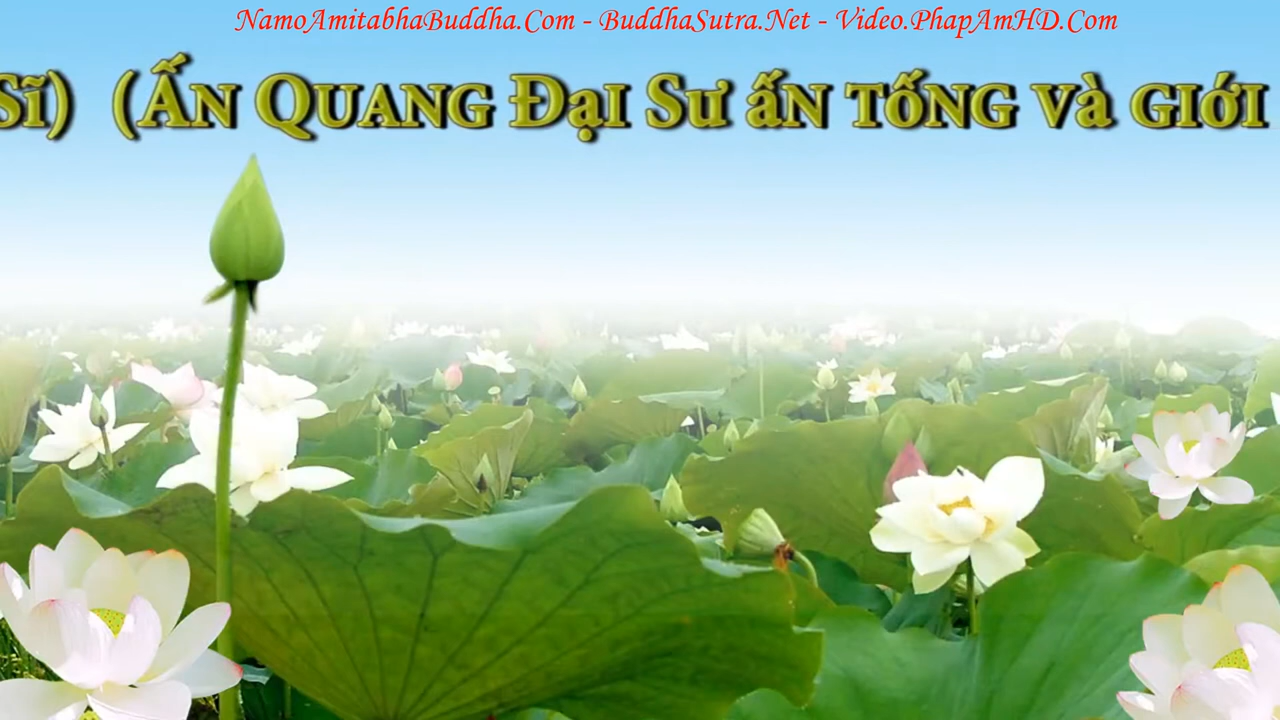 NamoAmitabhaBuddha.Com - BuddhaSutra.Net - Video.PhapAmHD.Com
Sĩ) (Ấn Quang Đại Sư ấn tống và giới